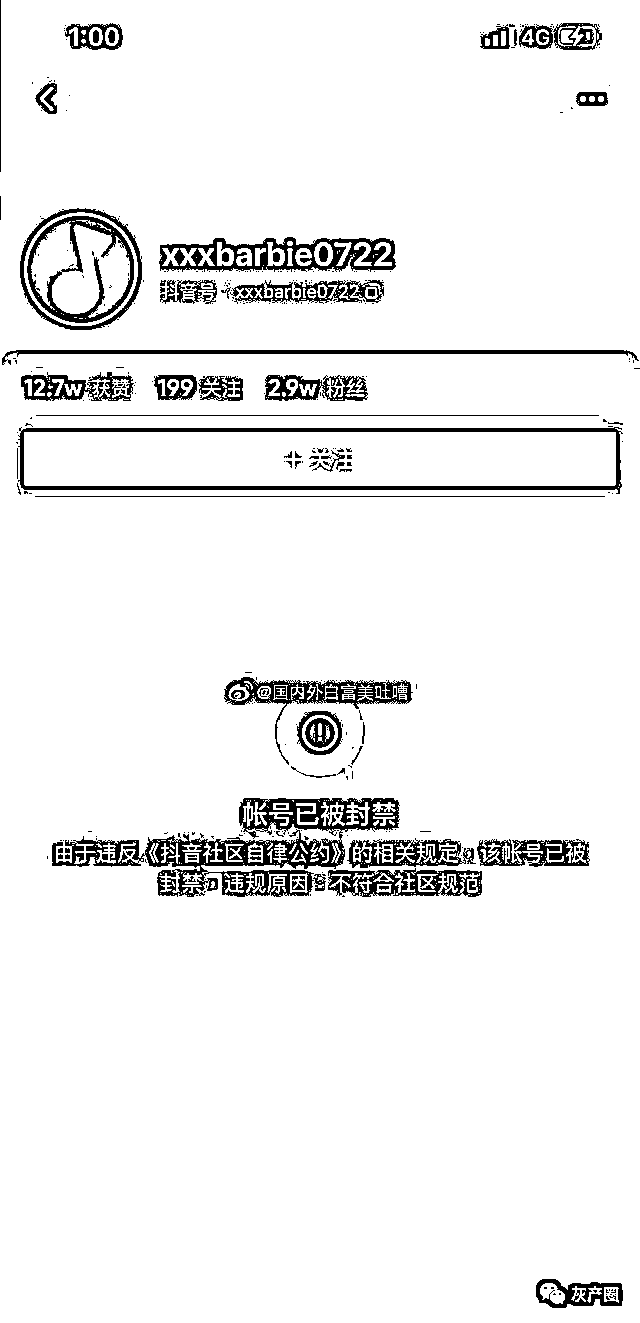 1:00 4G
xxxbarbie0722
抖音号：xxxbarbie0722
12.7w 获赞 199 关注 2.9w 粉丝
+ 关注
@国内外白富美吐嘈
帐号已被封禁
由于违反《抖音社区自律公约》的相关规定，该帐号已被
封禁，违规原因：不符合社区规范
灰产圈